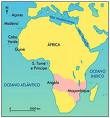 Açores
Madeira
Cabo
Verde
Guiné
ÁFRICA
S. Tomé
e Príncipe
OCEANO ATLÂNTICO
Angola
Moçambique
OCEANO
ÍNDICO